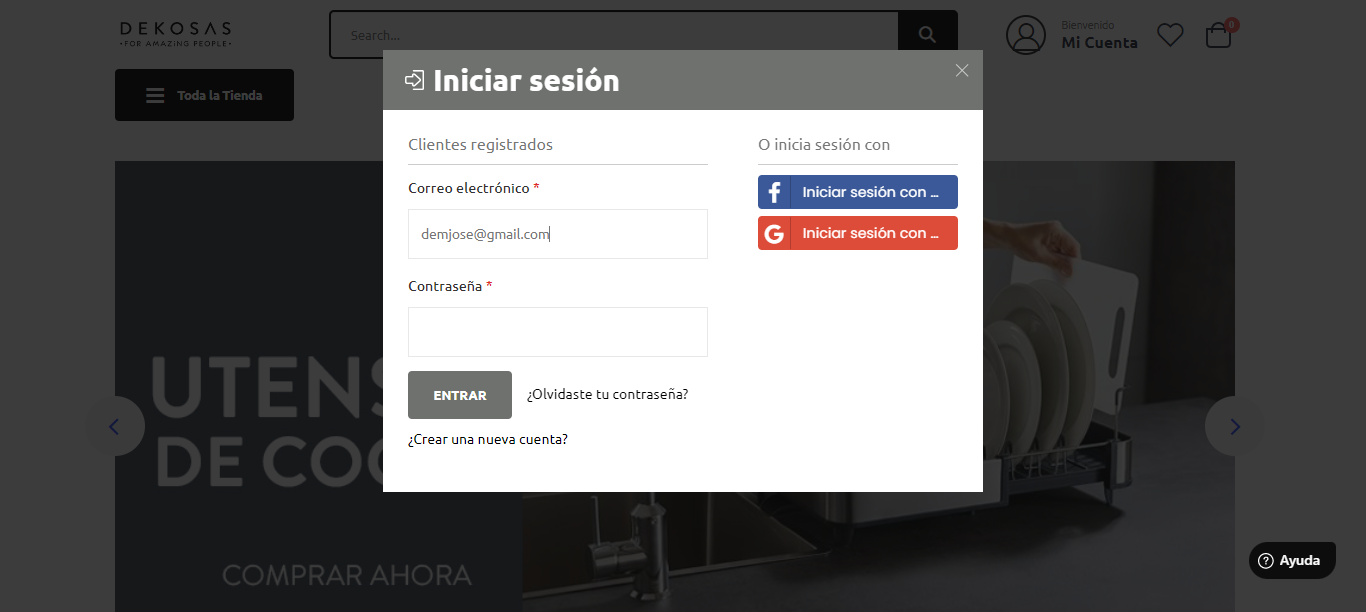 DEKOSAS
•FOR AMAZING PEOPLE•
Search...
Bienvenido
Mi Cuenta
0
Toda la Tienda
Iniciar sesión
Clientes registrados
O inicia sesión con
Correo electrónico *
Iniciar sesión con ...
demjose@gmail.com
Iniciar sesión con ...
Contraseña *
ENTRAR
¿Olvidaste tu contraseña?
¿Crear una nueva cuenta?
UTENS
DE COC
COMPRAR AHORA
Ayuda